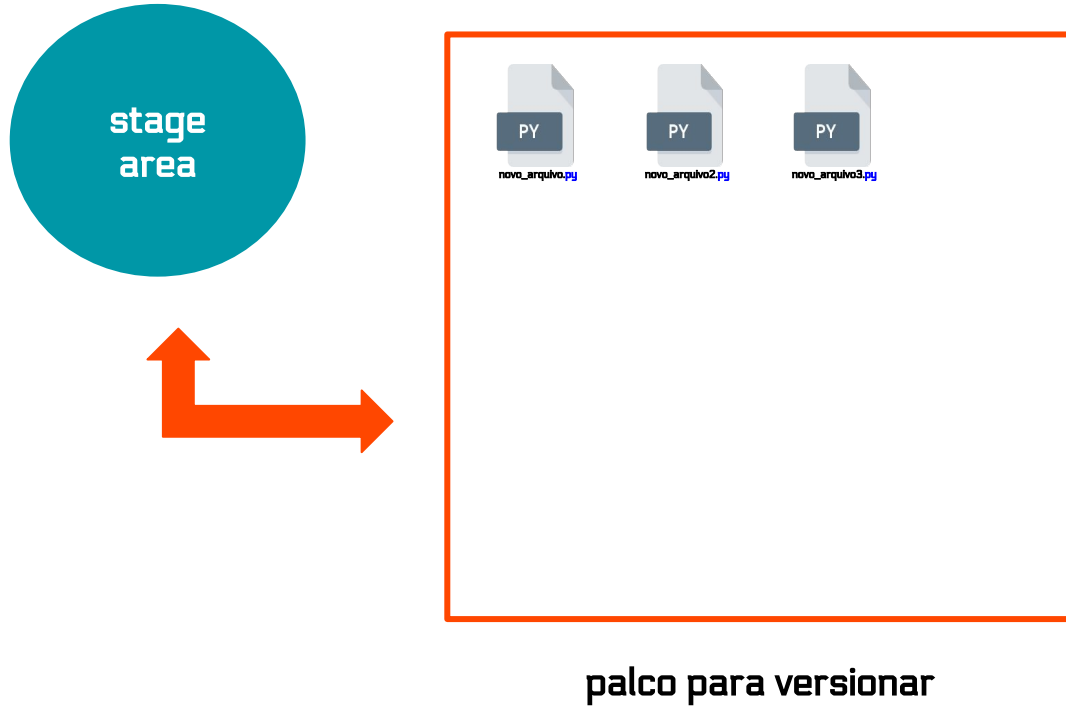 stage
area
PY
PY
PY
novo_arquivo.py
novo_arquivo2.py
novo_arquivo3.py
palco para versionar